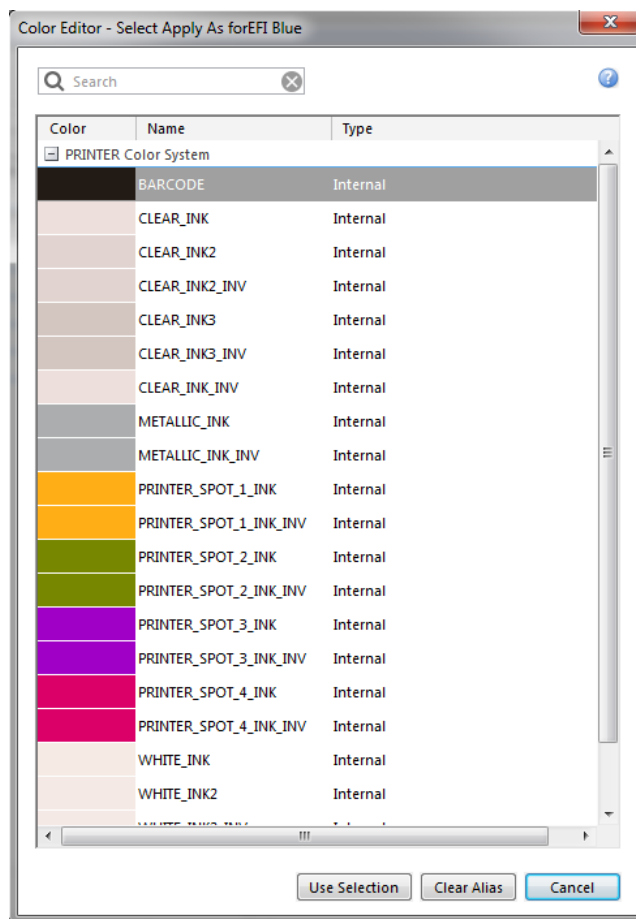 Color Editor - Select Apply As forEFI Blue
Search
Color Name Type
PRINTER Color System
BARCODE Internal
CLEAR_INK Internal
CLEAR_INK2 Internal
CLEAR_INK2_INV Internal
CLEAR_INK3 Internal
CLEAR_INK3_INV Internal
CLEAR_INK_INV Internal
METALLIC_INK Internal
METALLIC_INK_INV Internal
PRINTER_SPOT_1_INK Internal
PRINTER_SPOT_1_INK_INV Internal
PRINTER_SPOT_2_INK Internal
PRINTER_SPOT_2_INK_INV Internal
PRINTER_SPOT_3_INK Internal
PRINTER_SPOT_3_INK_INV Internal
PRINTER_SPOT_4_INK Internal
PRINTER_SPOT_4_INK_INV Internal
WHITE_INK Internal
WHITE_INK2 Internal
Use Selection Clear Alias Cancel